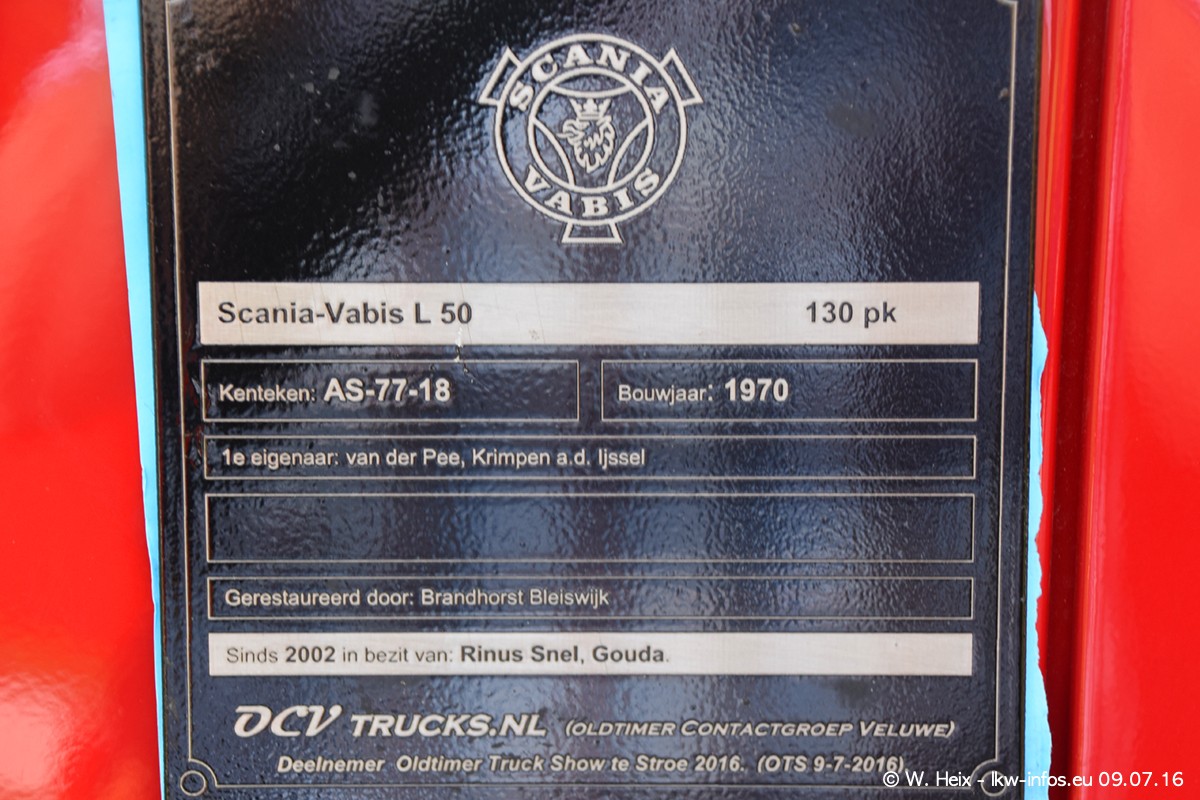 SCANIA
VABIS
Scania-Vabis L 50 130 pk
Kenteken: AS-77-18 Bouwjaar: 1970
1e eigenaar: van der Pee, Krimpen a.d. Ijssel
Gerestaureerd door: Brandhorst Bleiswijk
Sinds 2002 in bezit van: Rinus Snel, Gouda.
OCV TRUCKS.NL (OLDTIMER CONTACTGROEP VELUWE)
Deelnemer Oldtimer Truck Show te Stroe 2016. (OTS 9-7-2016)
© W. Heix - lkw-infos.eu 09.07.16